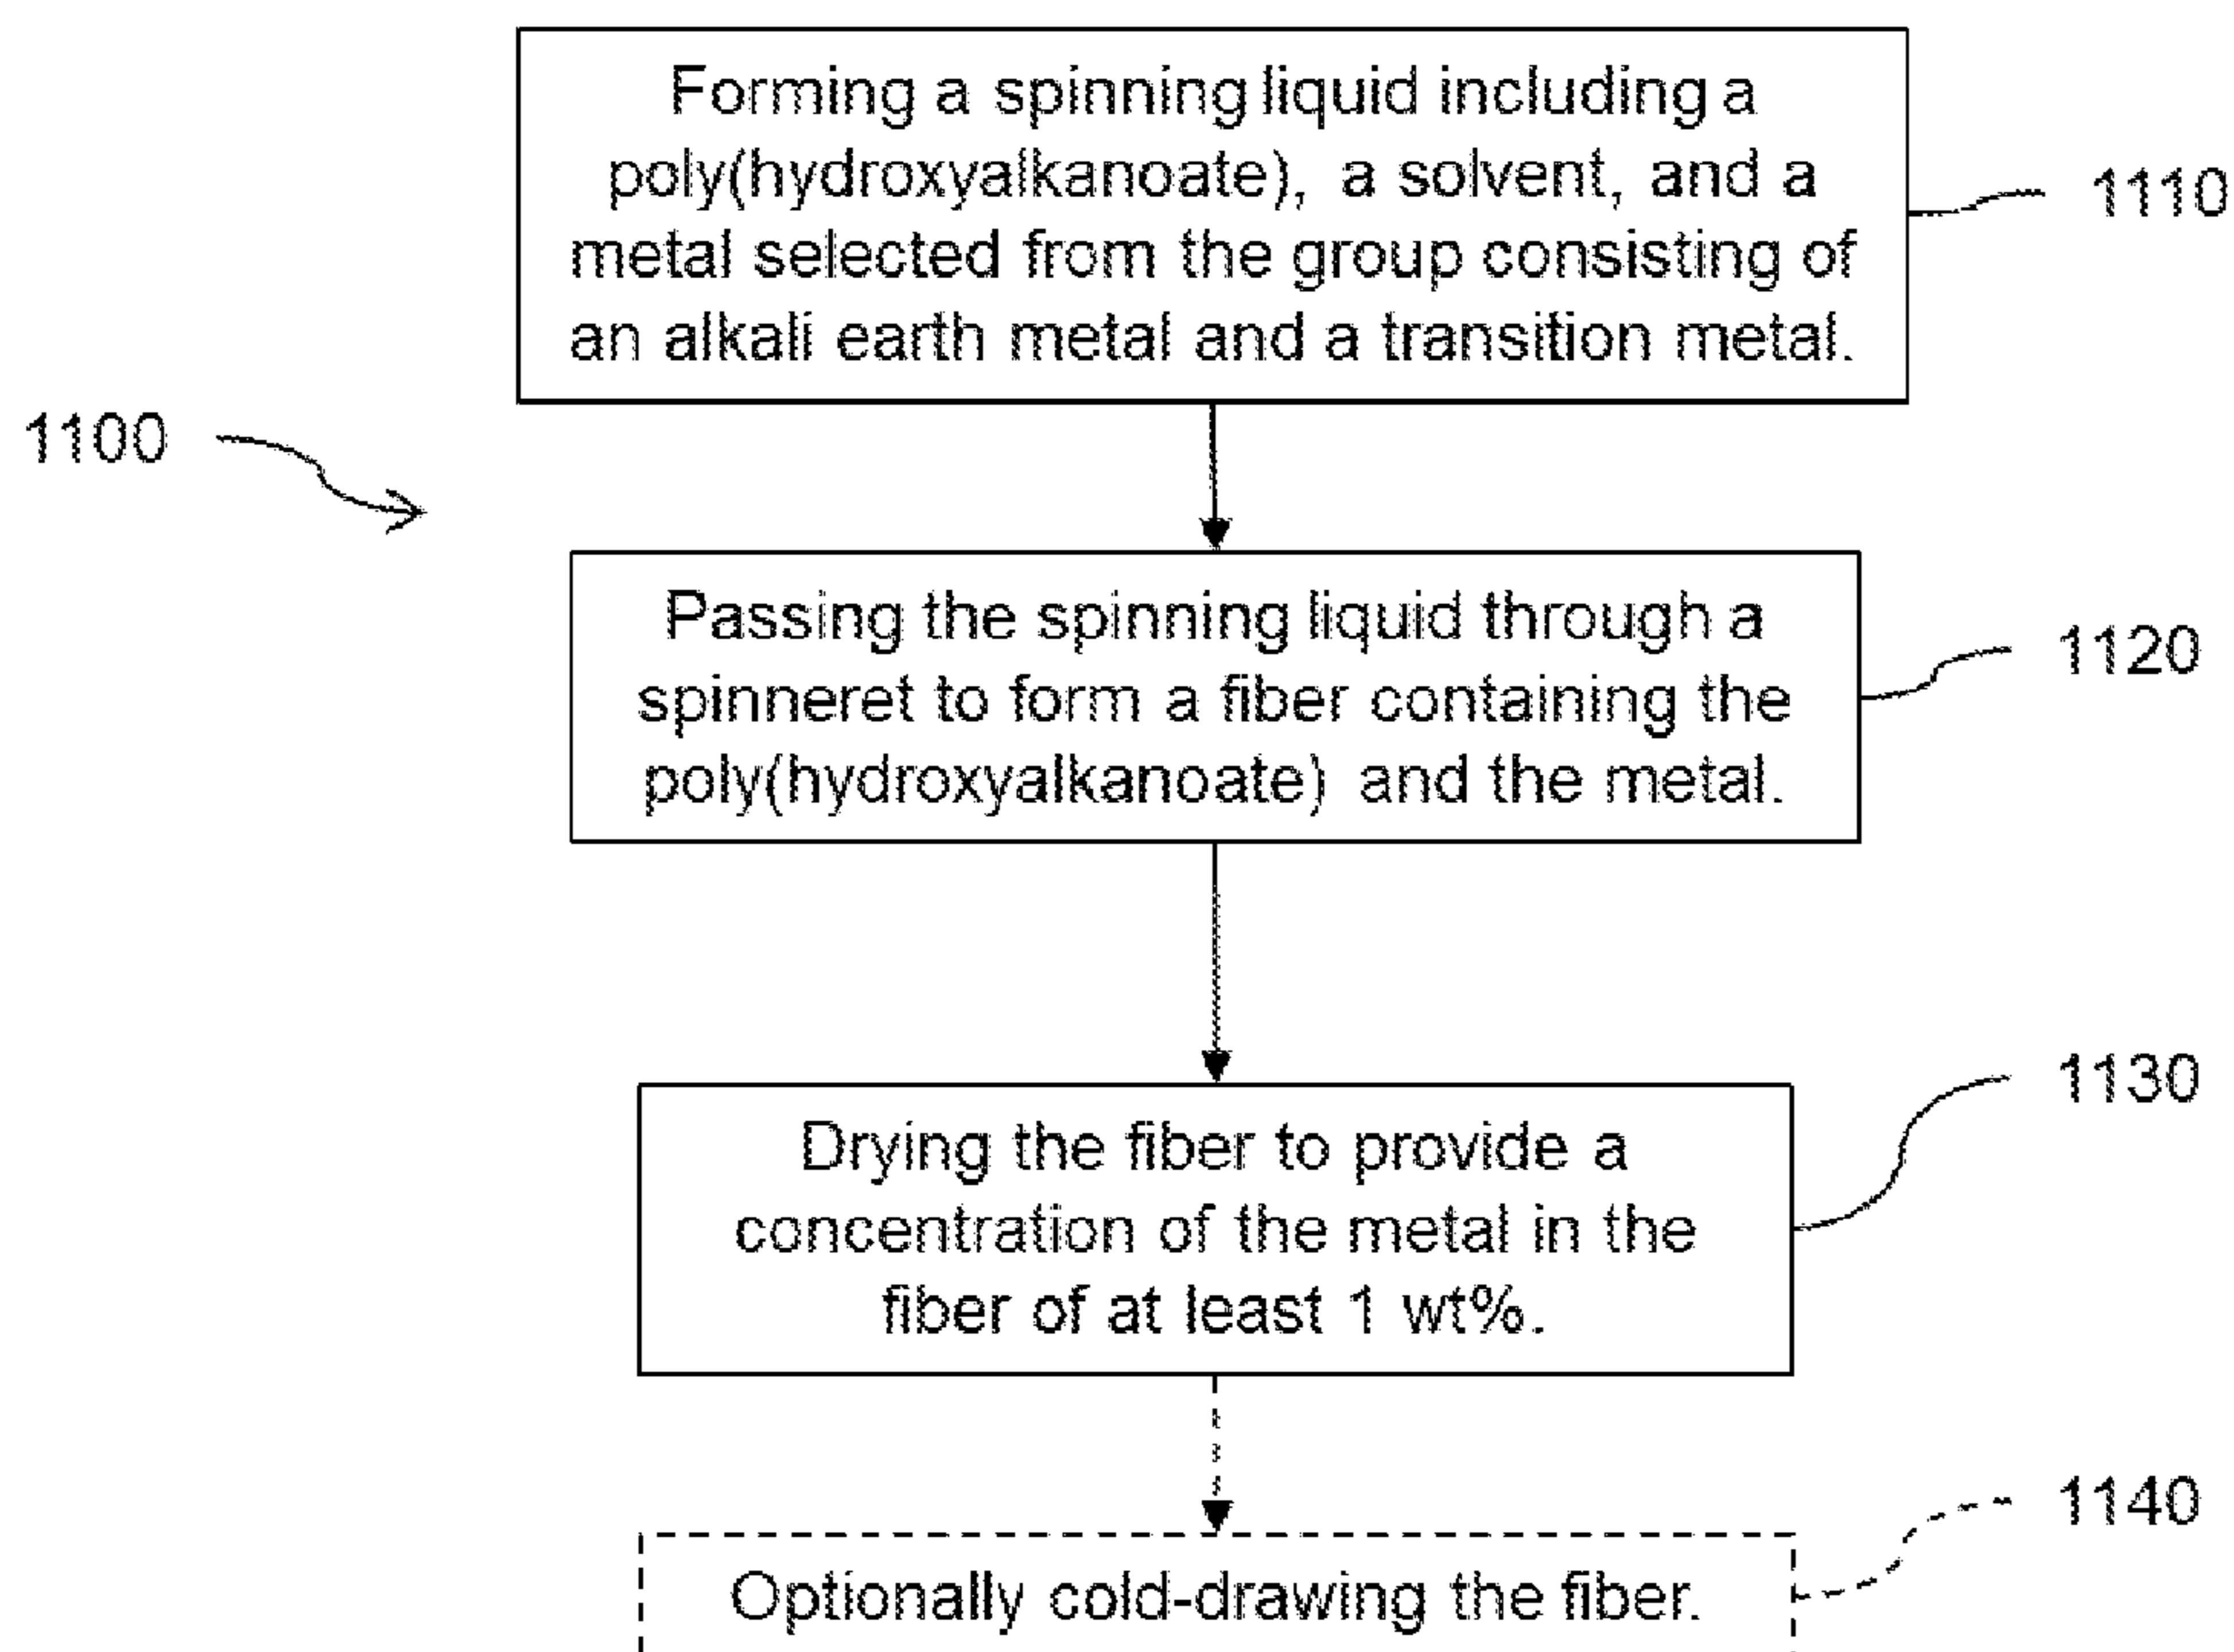 Forming a spinning liquid including a
poly(hydroxyalkanoate), a solvent, and a
metal selected from the group consisting of
an alkali earth metal and a transition metal.
1110
1100
Passing the spinning liquid through a
spinneret to form a fiber containing the
poly(hydroxyalkanoate) and the metal.
1120
Drying the fiber to provide a
concentration of the metal in the
fiber of at least 1 wt%.
1130
Optionally cold-drawing the fiber.
1140